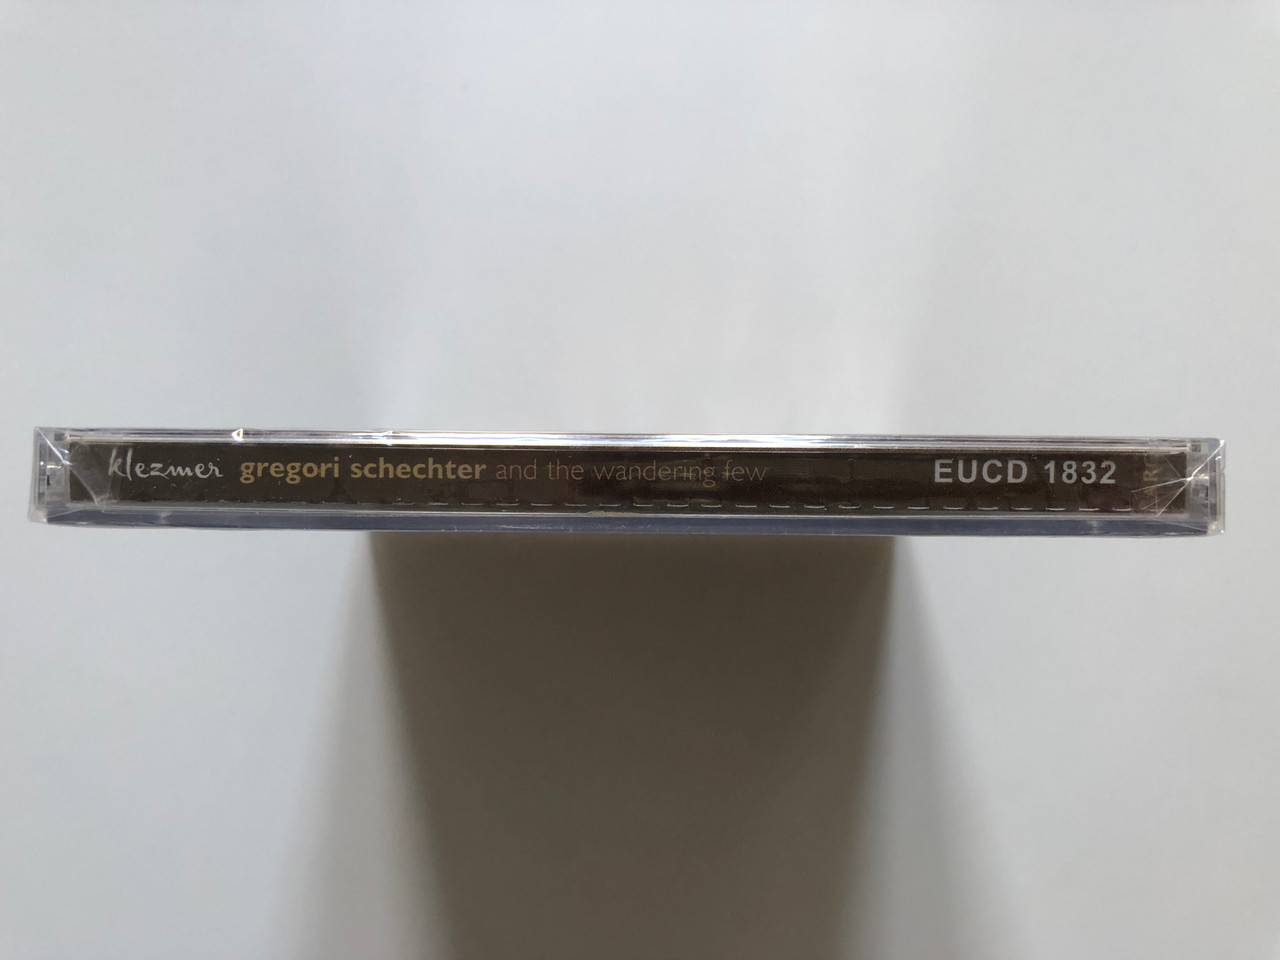 klezmer gregori schechter and the wandering few EUCD 1832